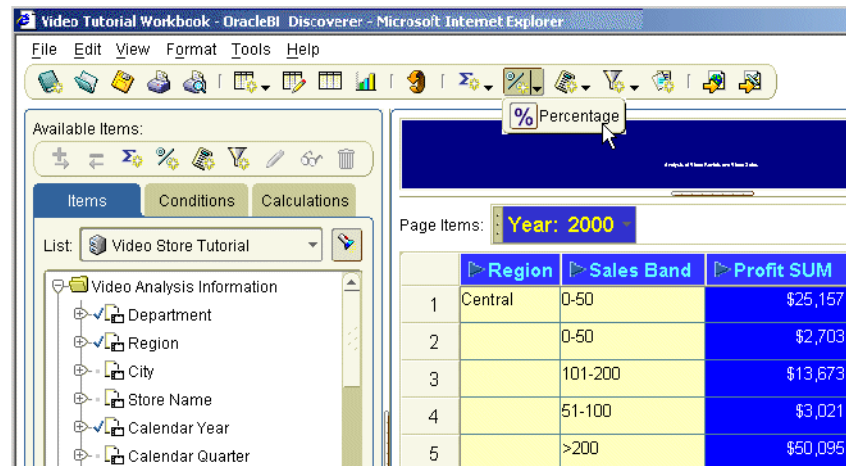 Video Tutorial Workbook - OracleBI Discoverer - Microsoft Internet Explorer
File Edit View Format Tools Help
% Percentage
Available Items:
Items Conditions Calculations
List: Video Store Tutorial
Video Analysis Information
Department
Region
City
Store Name
Calendar Year
Calendar Quarter
Page Items: Year: 2000
Region Sales Band Profit SUM
1 Central 0-50 $25,157
2 0-50 $2,703
3 101-200 $13,673
4 51-100 $3,021
5 >200 $50,095